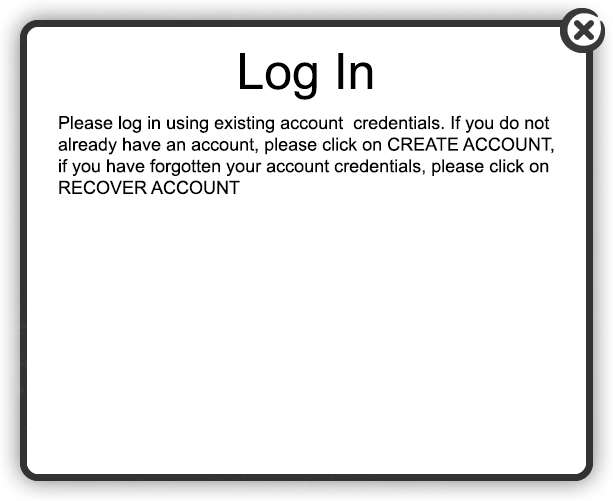 Log In
Please log in using existing account  credentials. If you do not
already have an account, please click on CREATE ACCOUNT,
if you have forgotten your account credentials, please click on
RECOVER ACCOUNT